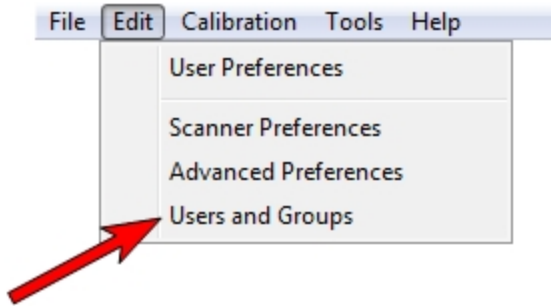 File Edit Calibration Tools Help
User Preferences
Scanner Preferences
Advanced Preferences
Users and Groups